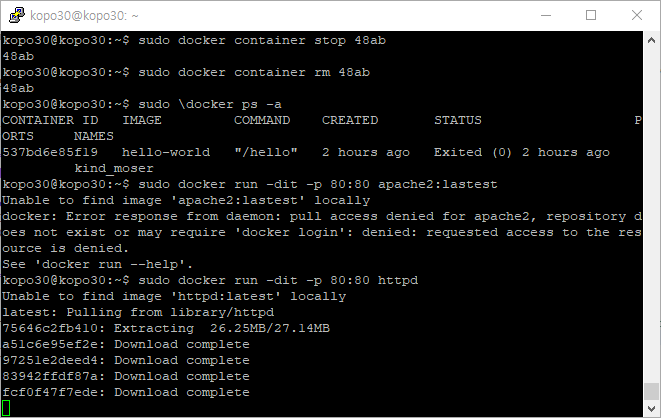 kopo30@kopo30: ~
kopo30@kopo30:~$ sudo docker container stop 48ab
48ab
kopo30@kopo30:~$ sudo docker container rm 48ab
48ab
kopo30@kopo30:~$ sudo \docker ps -a
CONTAINER ID   IMAGE         COMMAND    CREATED       STATUS                   P
ORTS     NAMES
537bd6e85f19   hello-world   "/hello"   2 hours ago   Exited (0) 2 hours ago
         kind_moser
kopo30@kopo30:~$ sudo docker run -dit -p 80:80 apache2:lastest
Unable to find image 'apache2:lastest' locally
docker: Error response from daemon: pull access denied for apache2, repository d
oes not exist or may require 'docker login': denied: requested access to the res
ource is denied.
See 'docker run --help'.
kopo30@kopo30:~$ sudo docker run -dit -p 80:80 httpd
Unable to find image 'httpd:latest' locally
latest: Pulling from library/httpd
75646c2fb410: Extracting  26.25MB/27.14MB
a51c6e95ef2e: Download complete
97251e2deed4: Download complete
83942ffdf87a: Download complete
fcf0f47f7ede: Download complete